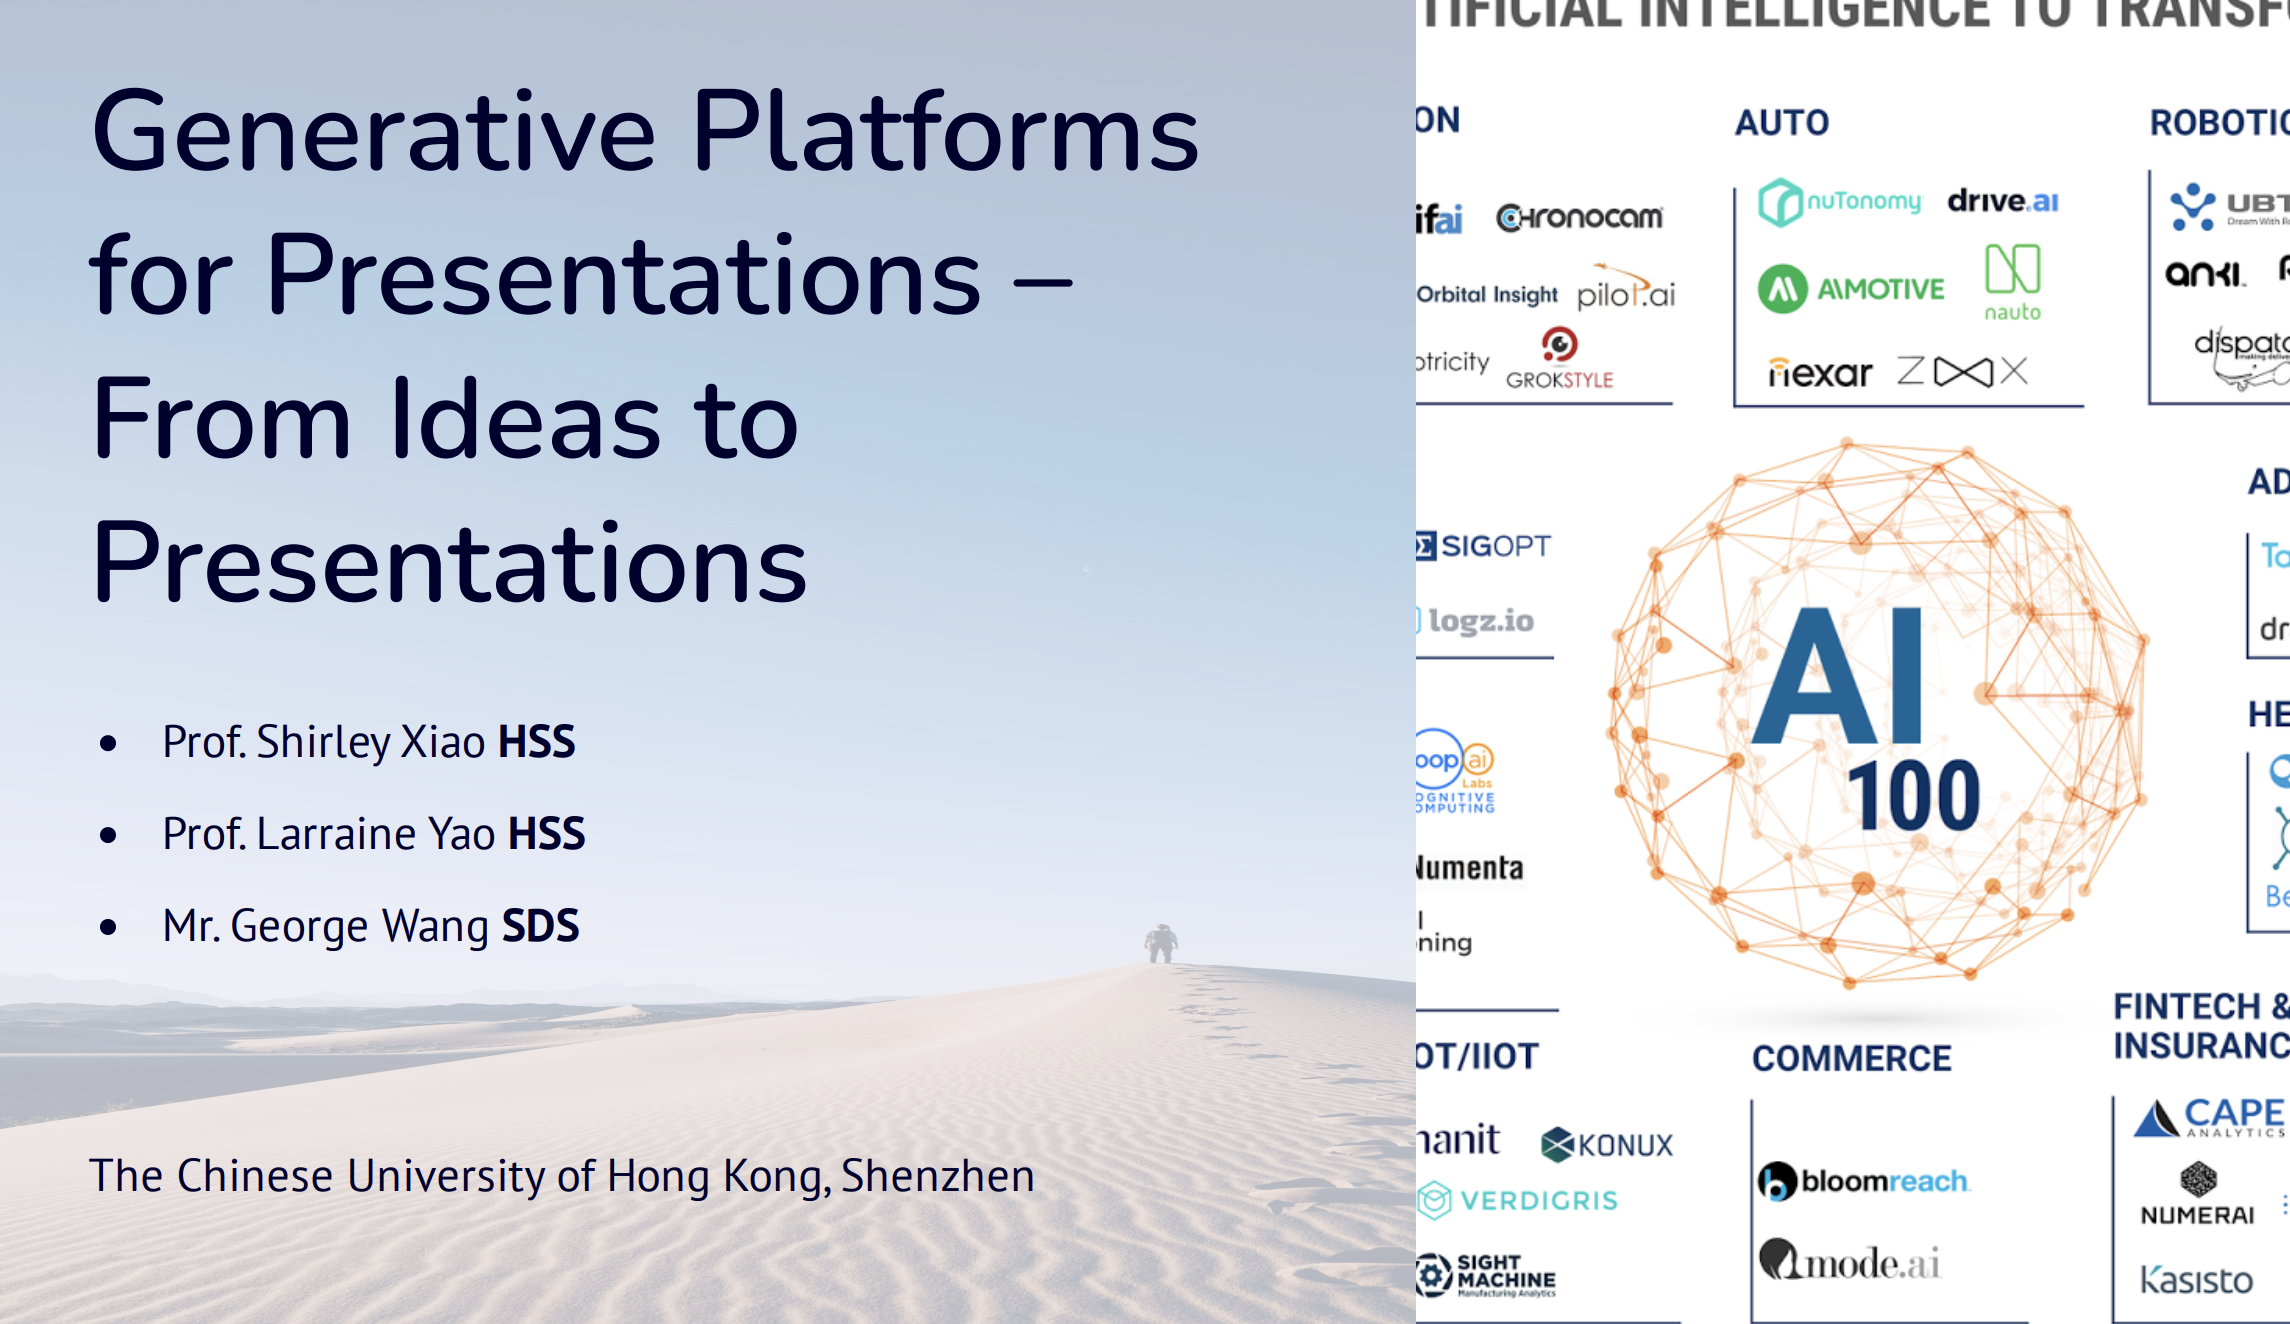 Generative Platforms
for Presentations –
From Ideas to
Presentations
• Prof. Shirley Xiao HSS
• Prof. Larraine Yao HSS
• Mr. George Wang SDS
The Chinese University of Hong Kong, Shenzhen
TIFICIAL INTELLIGENCE TO TRANSF
ON
ifai
CHronocam
Orbital Insight
pilot.ai
otricity
GROKSTYLE
AUTO
nuTonomy
drive.ai
AIMOTIVE
nauto
nexar
ZOOX
ROBOTIC
UBT
Dream With Ro
anki
dispatc
making delive
SIGOPT
logz.io
AI
100
AD
Ta
dr
oop ai
Labs
OGNITIVE
OMPUTING
Numenta
ning
HE
Be
OT/IIOT
nanit
KONUX
VERDIGRIS
SIGHT
MACHINE
Manufacturing Analytics
COMMERCE
bloomreach
mode.ai
FINTECH &
INSURANC
CAPE
ANALYTICS
NUMERAI
Kasisto